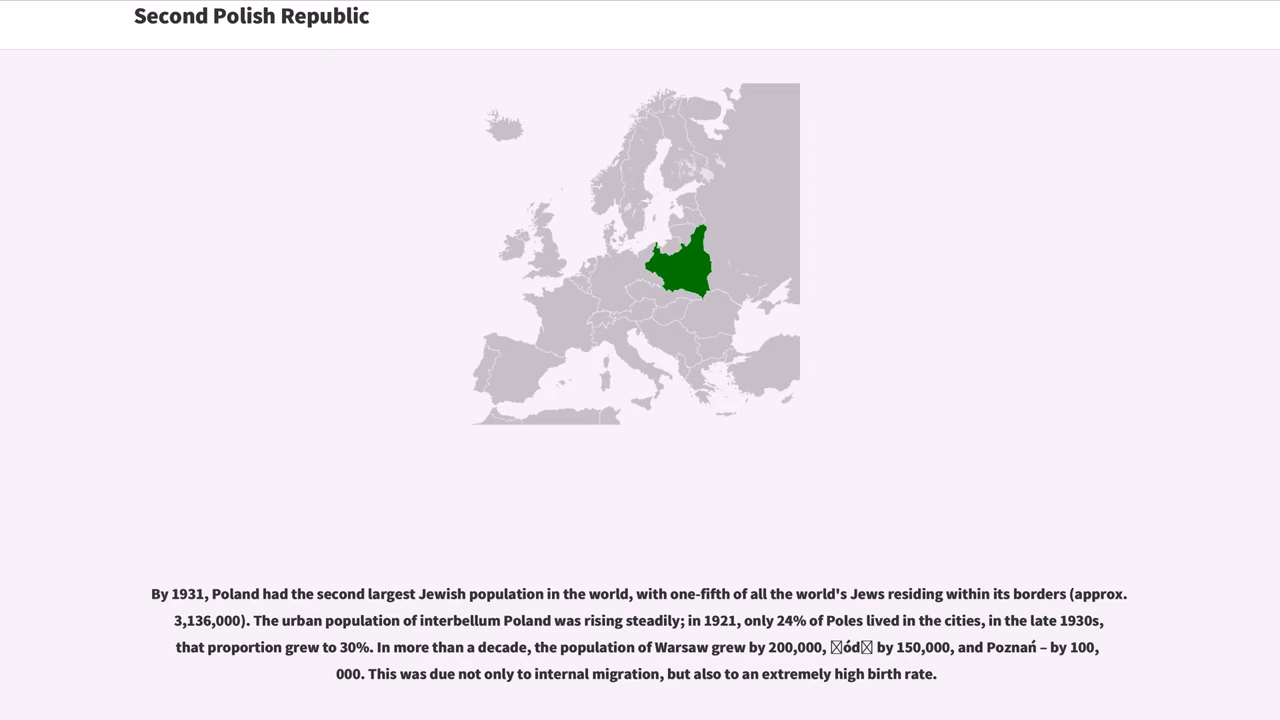 Second Polish Republic
By 1931, Poland had the second largest Jewish population in the world, with one-fifth of all the world's Jews residing within its borders (approx.
3,136,000). The urban population of interbellum Poland was rising steadily; in 1921, only 24% of Poles lived in the cities, in the late 1930s,
that proportion grew to 30%. In more than a decade, the population of Warsaw grew by 200,000, ☒ód☒ by 150,000, and Poznań – by 100,
000. This was due not only to internal migration, but also to an extremely high birth rate.